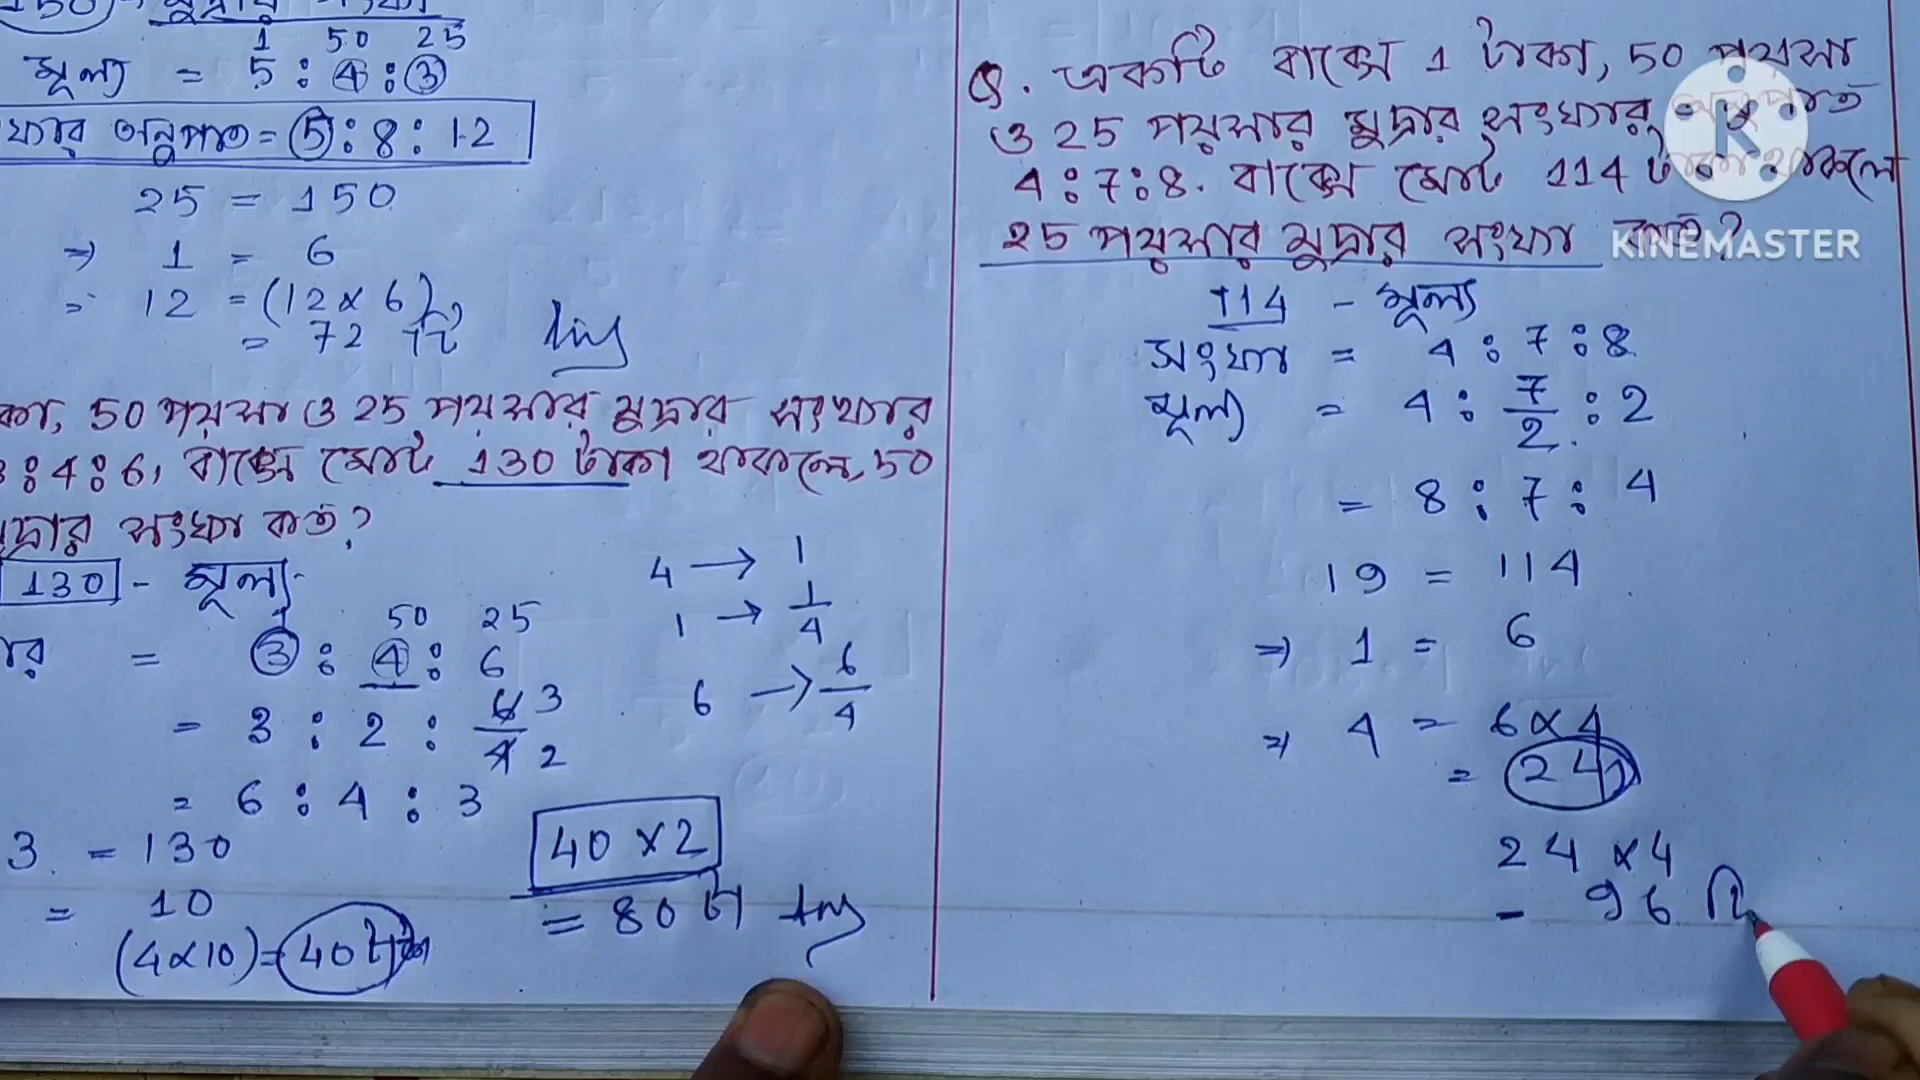 1 50 25
মূল্য = 5 : 4 : 3
অনুপাত = 5 : 8 : 12
25 = 150
⇒ 1 = 6
= 12 = (12 x 6)
= 72 টি Ans
50 পয়সা ও 25 পয়সার মুদ্রার সংখ্যার
: 4 : 6, বাক্সে মোট 130 টাকা থাকলে, 50
সংখ্যা কত?
130 - মূল্য
50 25
= 3 : 4 : 6
= 3 : 2 : 6/4 3 2
= 6 : 4 : 3
3 = 130
= 10
(4 x 10) = 40
4 → 1
1 → 1/4
6 → 6/4
40 x 2
= 80 টা Ans
Q. একটি বাক্সে 1 টাকা, 50 পয়সা
ও 25 পয়সার মুদ্রার সংখ্যার
4 : 7 : 8. বাক্সে মোট 114 থাকলে
25 পয়সার মুদ্রার সংখ্যা কত?
K
KINEMASTER
114 - মূল্য
সংখ্যা = 4 : 7 : 8
মূল্য = 4 : 7/2 : 2
= 8 : 7 : 4
19 = 114
⇒ 1 = 6
⇒ 4 = 6 x 4
= 24
24 x 4
- 96